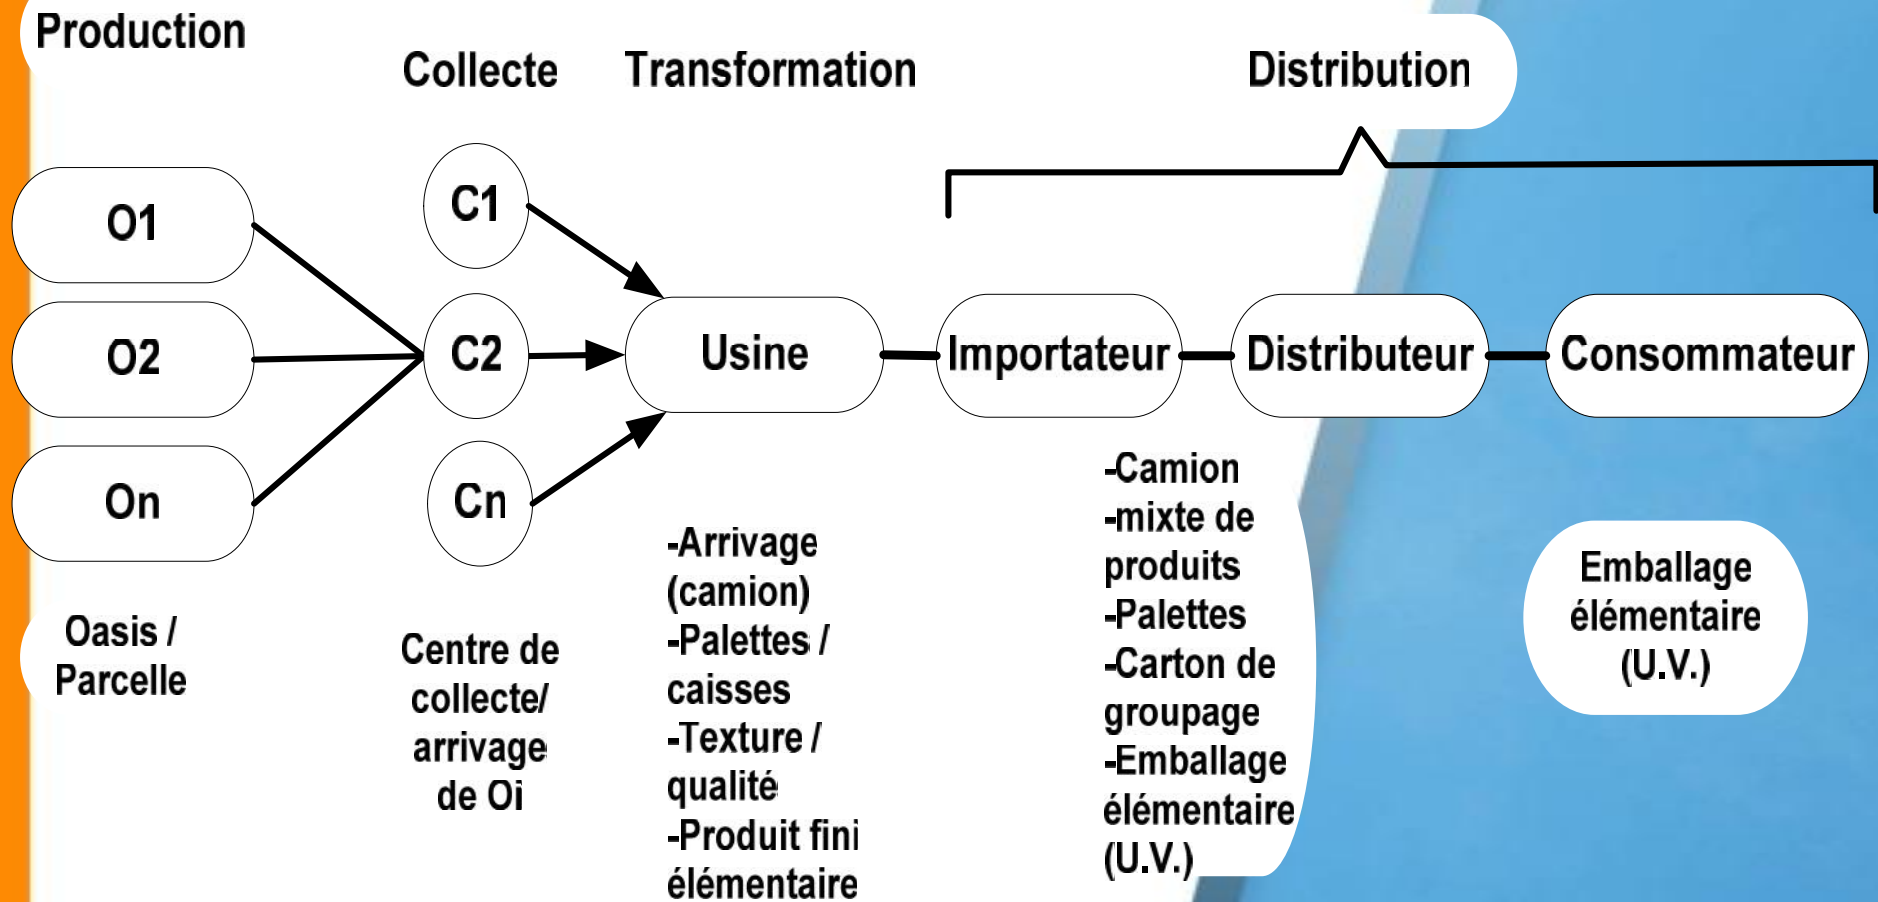 Production
Collecte
Transformation
Distribution
O1
O2
On
C1
C2
Cn
Usine
Importateur
Distributeur
Consommateur
Oasis /
Parcelle
Centre de
collecte/
arrivage
de Oi
-Arrivage
(camion)
-Palettes /
caisses
-Texture /
qualité
-Produit fini
élémentaire
-Camion
-mixte de
produits
-Palettes
-Carton de
groupage
-Emballage
élémentaire
(U.V.)
Emballage
élémentaire
(U.V.)